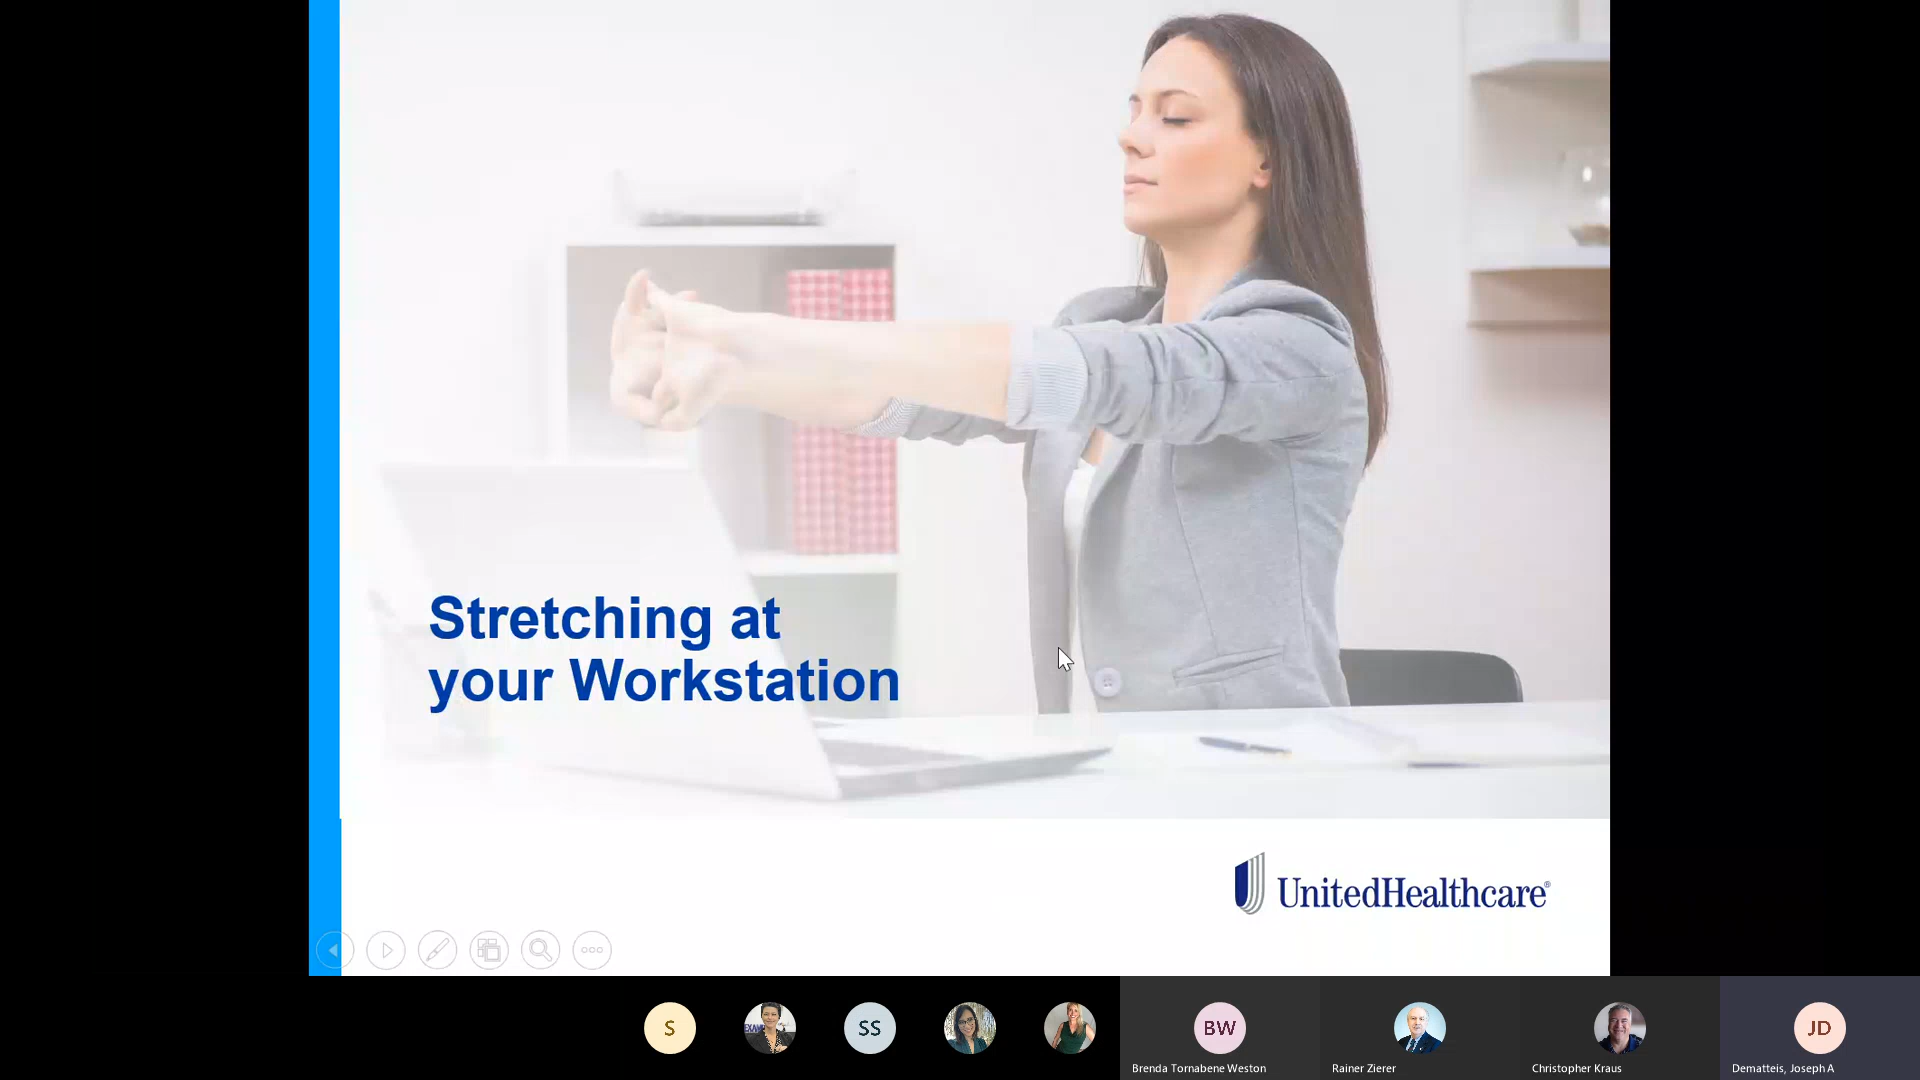 Stretching at
your Workstation
UnitedHealthcare®
S
SS
BW
JD
Brenda Tornabene Weston
Rainer Zierer
Christopher Kraus
Dematteis, Joseph A